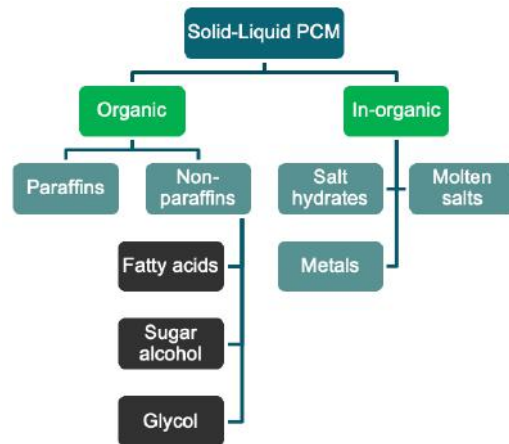 Solid-Liquid PCM
Organic
In-organic
Paraffins
Non-
paraffins
Salt
hydrates
Molten
salts
Fatty acids
Metals
Sugar
alcohol
Glycol